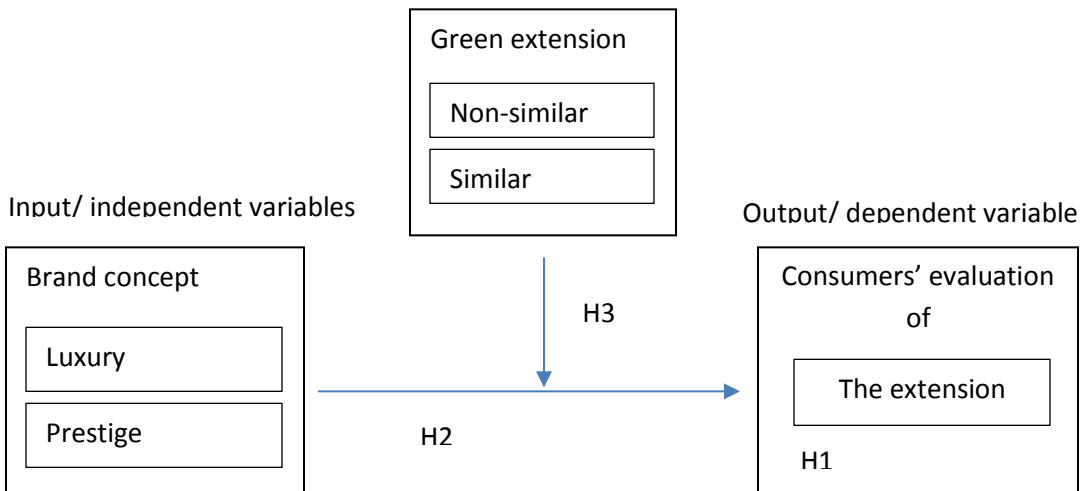 Green extension
Non-similar
Similar
Input/ independent variables
Output/ dependent variable
Brand concept
Luxury
Prestige
Consumers’ evaluation
of
The extension
H1
H3
H2